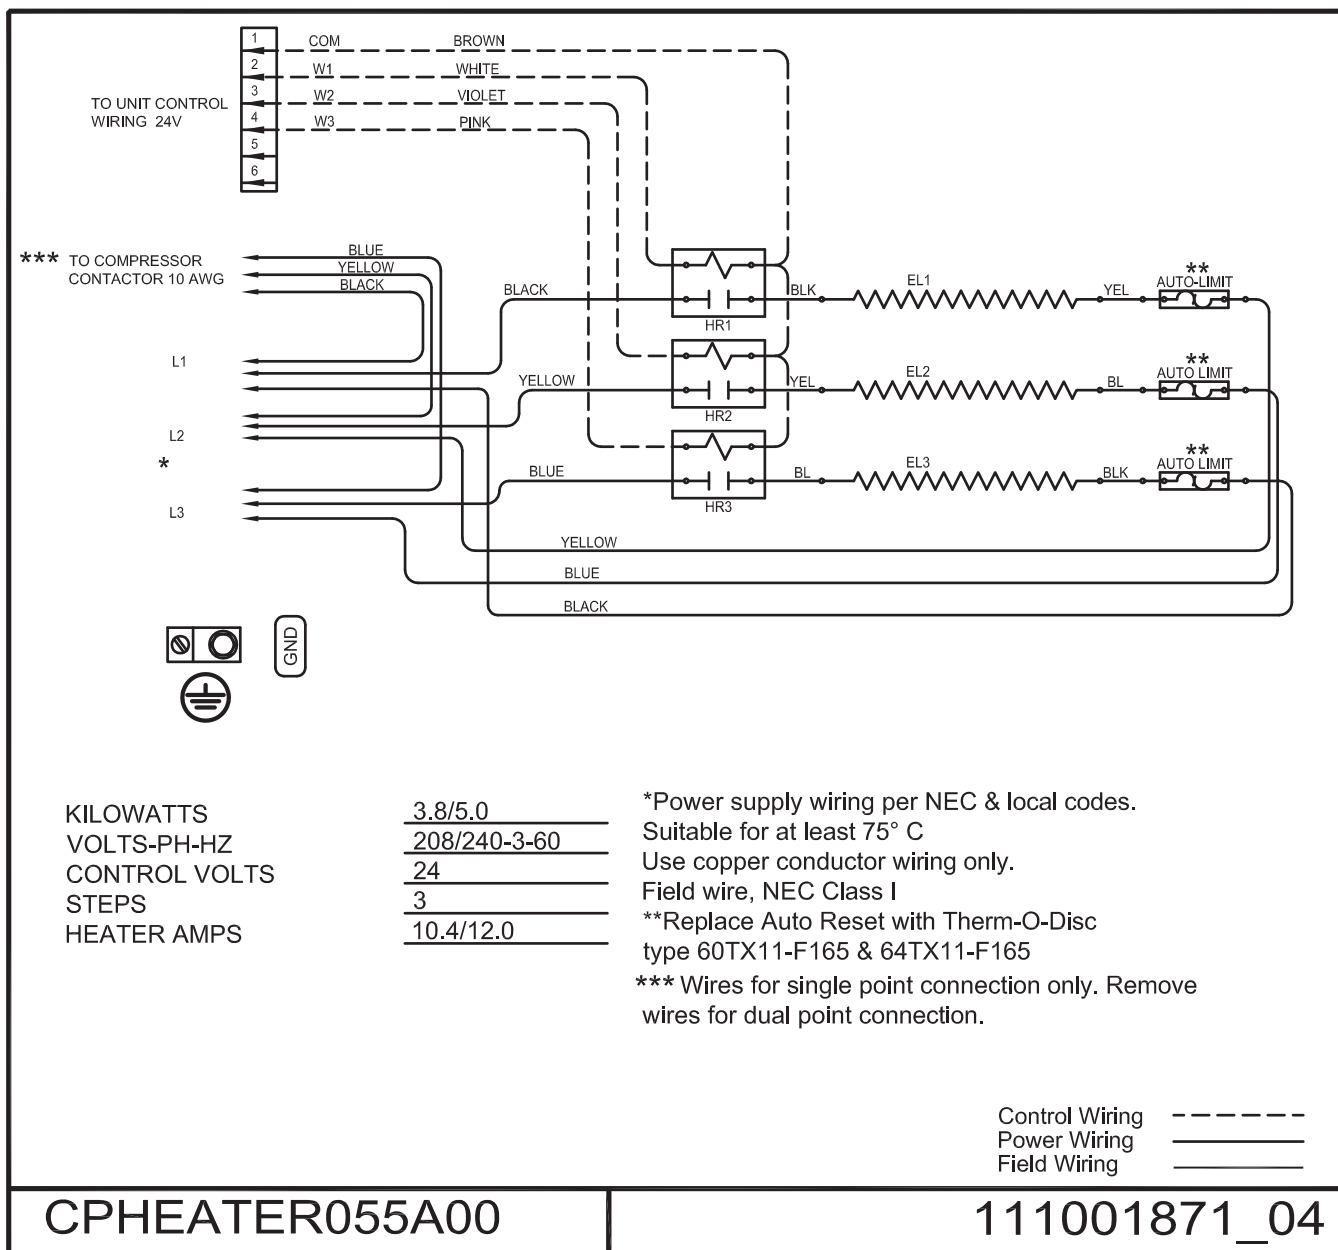 1 COM BROWN
2 W1 WHITE
3 W2 VIOLET
4 W3 PINK
5
6
TO UNIT CONTROL
WIRING 24V
*** TO COMPRESSOR
CONTACTOR 10 AWG
BLUE
YELLOW
BLACK
BLACK
HR1
BLK
EL1
YEL
**
AUTO-LIMIT
L1
YELLOW
HR2
YEL
EL2
BL
**
AUTO LIMIT
L2
*
BLUE
HR3
BL
EL3
BLK
**
AUTO LIMIT
L3
YELLOW
BLUE
BLACK
GND
KILOWATTS 3.8/5.0
VOLTS-PH-HZ 208/240-3-60
CONTROL VOLTS 24
STEPS 3
HEATER AMPS 10.4/12.0
*Power supply wiring per NEC & local codes.
Suitable for at least 75° C
Use copper conductor wiring only.
Field wire, NEC Class I
**Replace Auto Reset with Therm-O-Disc
type 60TX11-F165 & 64TX11-F165
*** Wires for single point connection only. Remove
wires for dual point connection.
Control Wiring
Power Wiring
Field Wiring
CPHEATER055A00
111001871_04